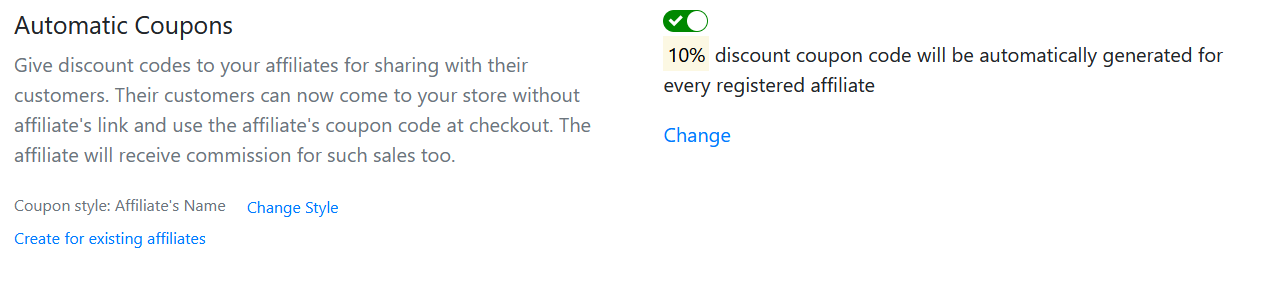 Automatic Coupons
Give discount codes to your affiliates for sharing with their
customers. Their customers can now come to your store without
affiliate's link and use the affiliate's coupon code at checkout. The
affiliate will receive commission for such sales too.
Coupon style: Affiliate's Name Change Style
Create for existing affiliates
10% discount coupon code will be automatically generated for
every registered affiliate
Change